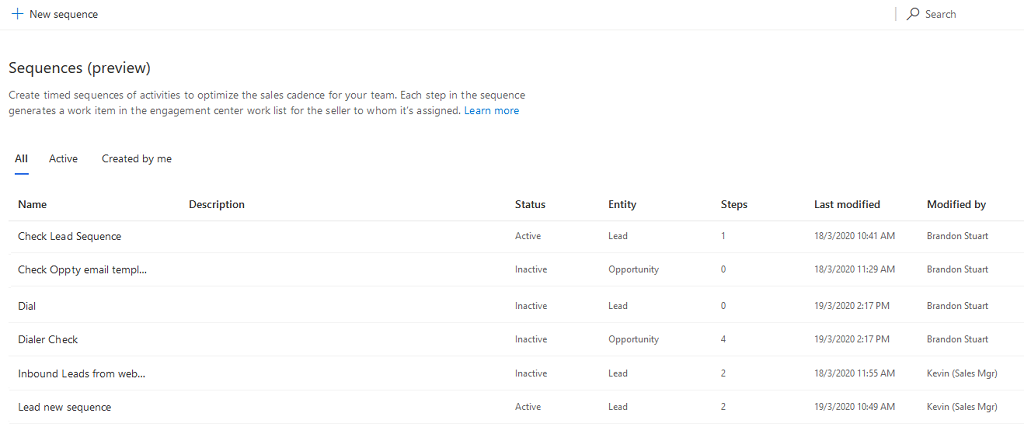 New sequence
Search
Sequences (preview)
Create timed sequences of activities to optimize the sales cadence for your team. Each step in the sequence
generates a work item in the engagement center work list for the seller to whom it's assigned. Learn more
All Active Created by me
Name Description Status Entity Steps Last modified Modified by
Check Lead Sequence Active Lead 1 18/3/2020 10:41 AM Brandon Stuart
Check Oppty email templ... Inactive Opportunity 0 18/3/2020 11:29 AM Brandon Stuart
Dial Inactive Lead 0 19/3/2020 2:17 PM Brandon Stuart
Dialer Check Inactive Opportunity 4 19/3/2020 2:17 PM Brandon Stuart
Inbound Leads from web... Inactive Lead 2 18/3/2020 11:55 AM Kevin (Sales Mgr)
Lead new sequence Active Lead 2 19/3/2020 10:49 AM Kevin (Sales Mgr)